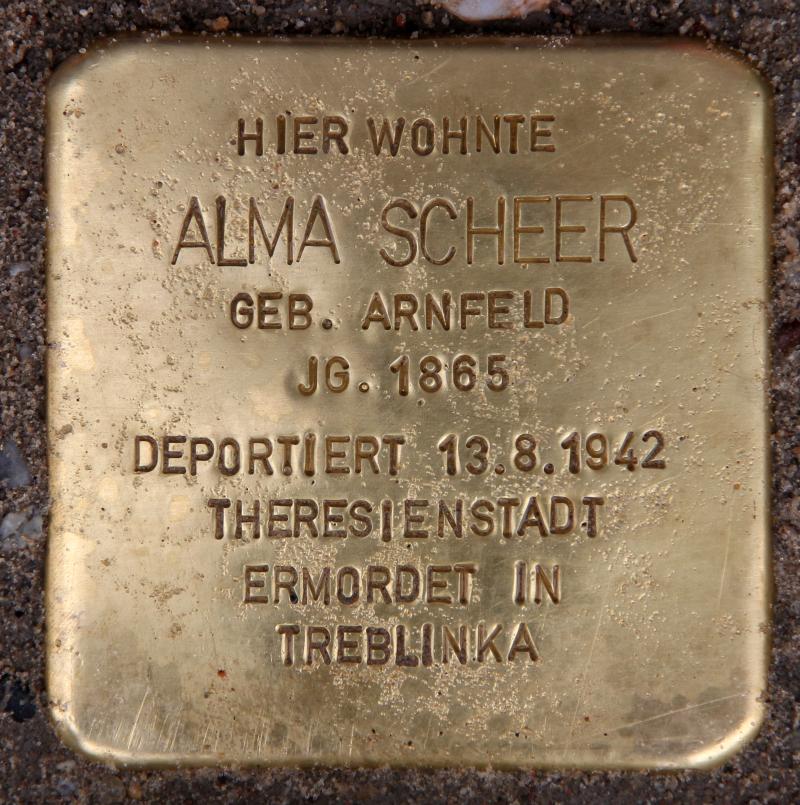 HIER WOHNTE
ALMA SCHEER
GEB. ARNFELD
JG. 1865
DEPORTIERT 13.8.1942
THERESIENSTADT
ERMORDET IN
TREBLINKA